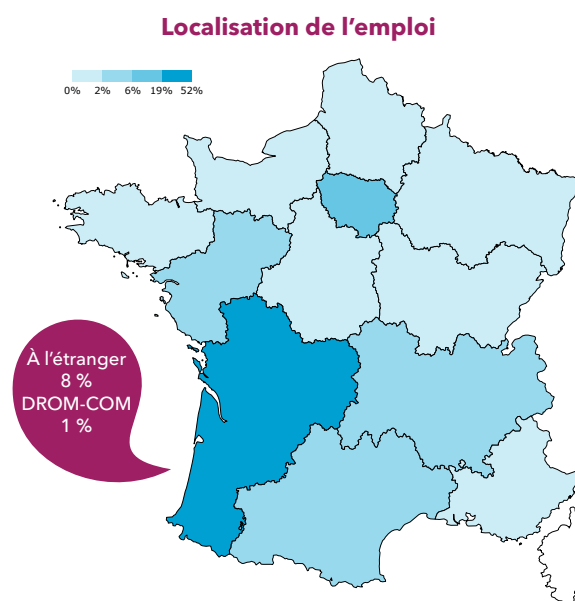 Localisation de l’emploi
0% 2% 6% 19% 52%
À l’étranger
8 %
DROM-COM
1 %